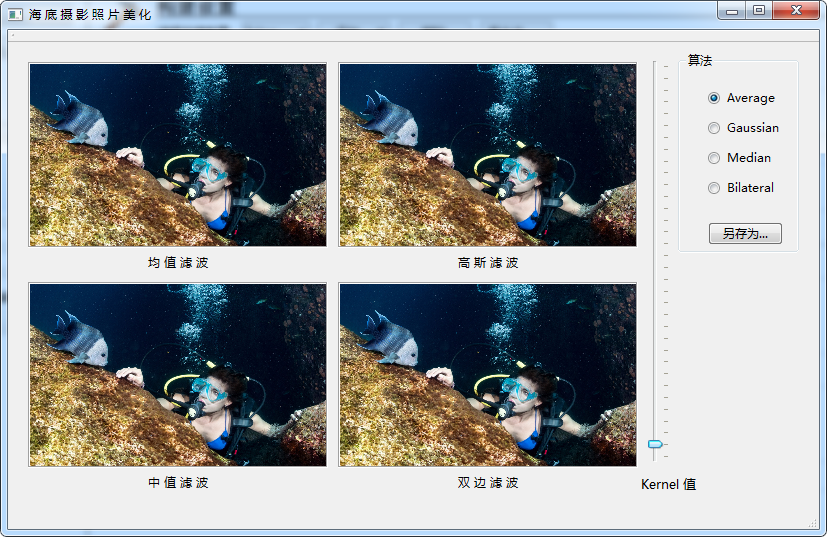 海底摄影照片美化
算法
Average
Gaussian
Median
Bilateral
另存为...
均值滤波
高斯滤波
中值滤波
双边滤波
Kernel 值